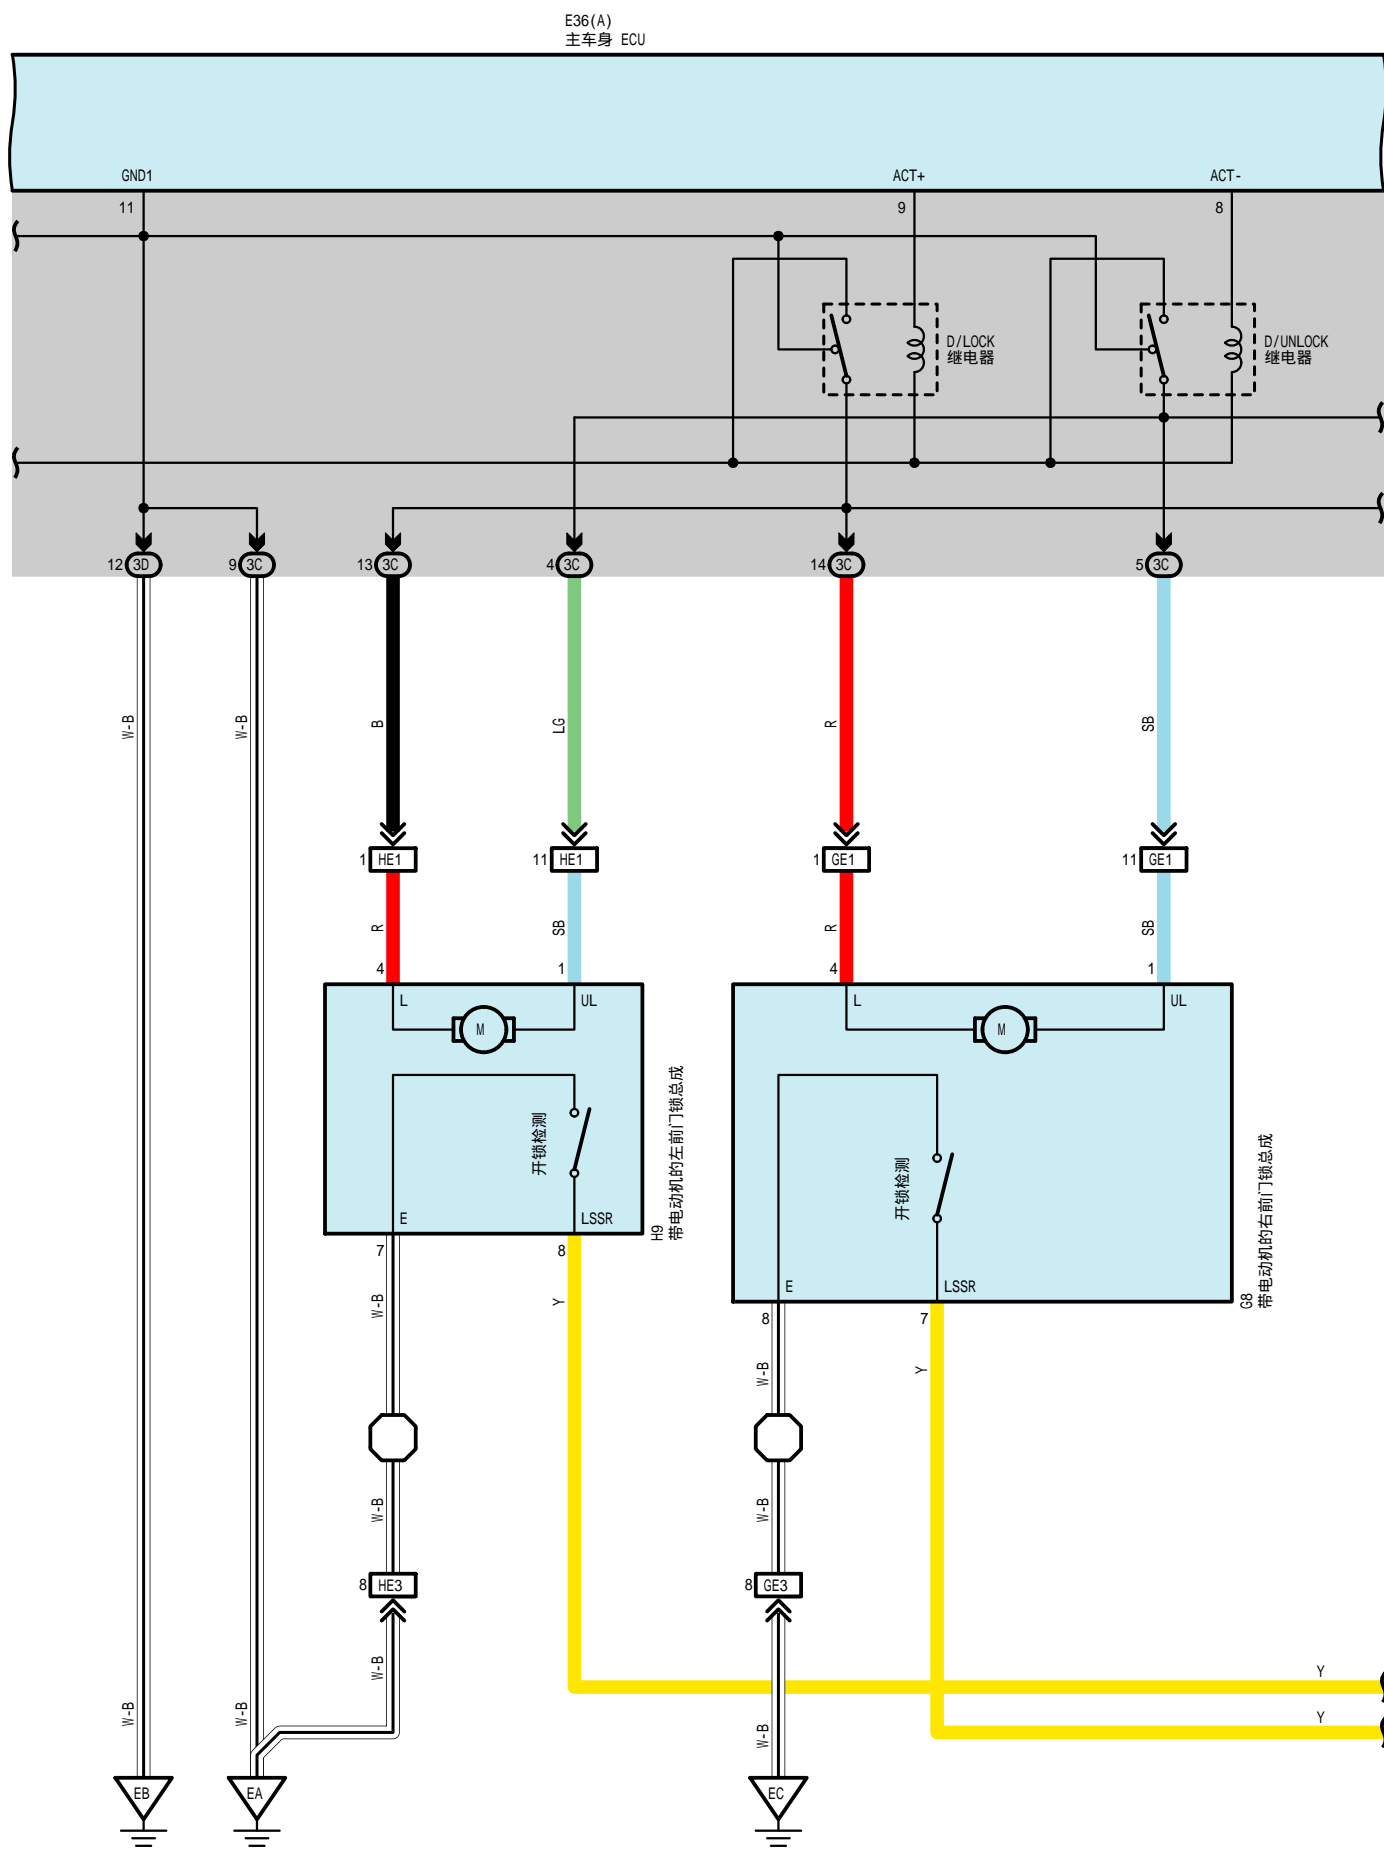 E36(A)
主车身 ECU
GND1
ACT+
ACT-
11
9
8
D/LOCK
继电器
D/UNLOCK
继电器
12 3D
9 3C
13 3C
4 3C
14 3C
5 3C
W-B
W-B
B
LG
R
SB
1 HE1
11 HE1
1 GE1
11 GE1
R
SB
R
SB
4
1
4
1
L
UL
L
UL
M
M
开锁检测
开锁检测
H9
带电动机的左前门锁总成
G8
带电动机的右前门锁总成
E
LSSR
7
8
E
LSSR
8
7
W-B
Y
W-B
Y
W-B
W-B
8 HE3
8 GE3
W-B
Y
W-B
W-B
W-B
Y
EB
EA
EC